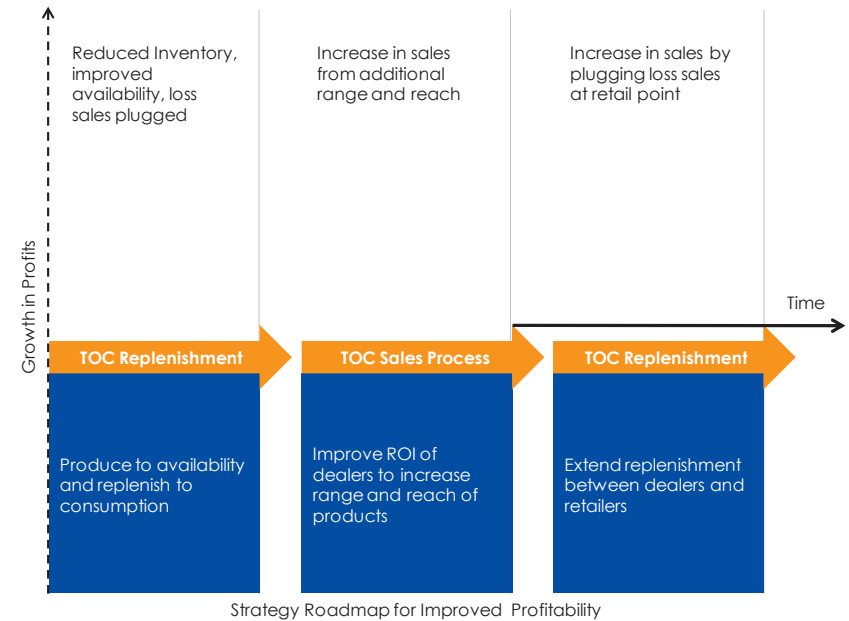 Reduced Inventory,
improved
availability, loss
sales plugged
Increase in sales
from additional
range and reach
Increase in sales by
plugging loss sales
at retail point
Growth in Profits
Time
TOC Replenishment
TOC Sales Process
TOC Replenishment
Produce to availability
and replenish to
consumption
Improve ROI of
dealers to increase
range and reach of
products
Extend replenishment
between dealers and
retailers
Strategy Roadmap for Improved Profitability